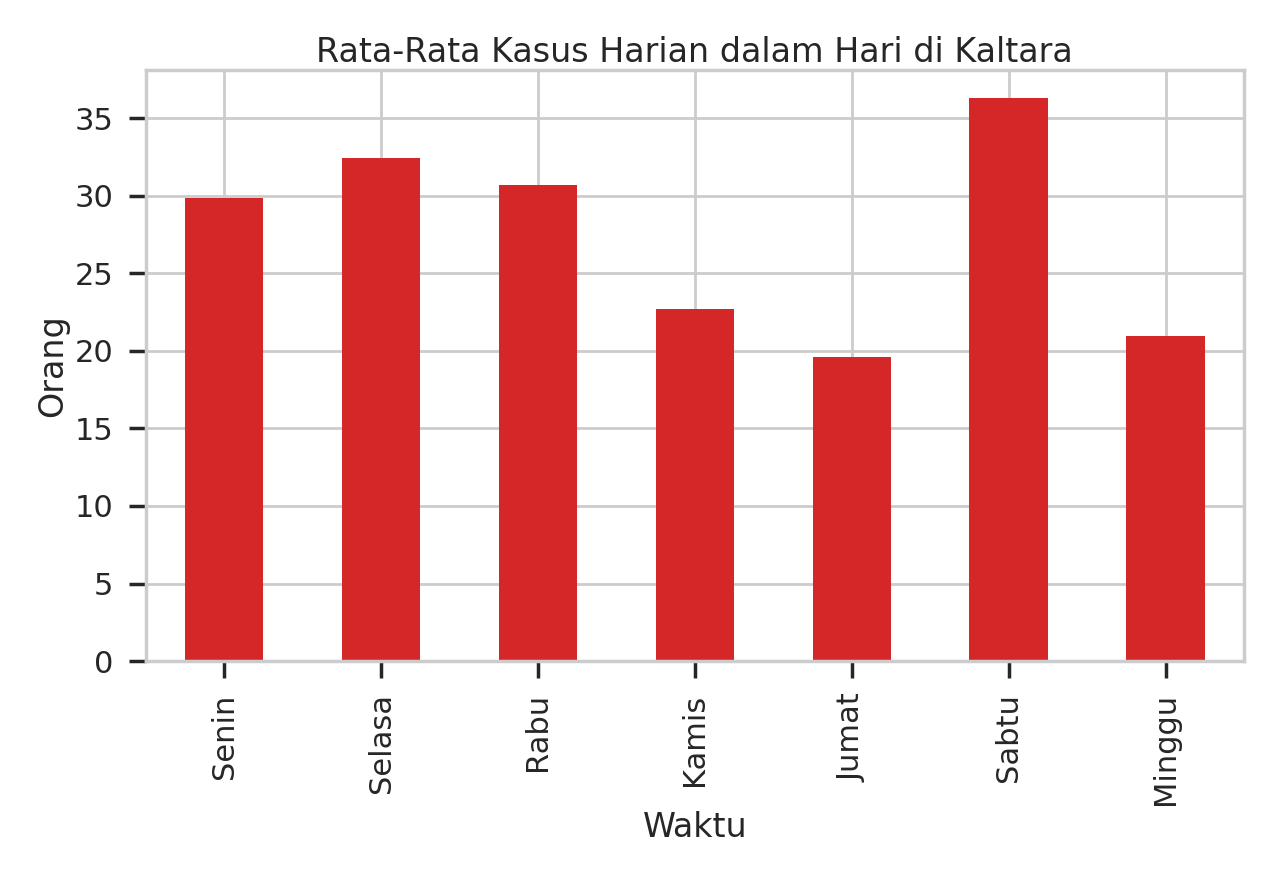 Rata-Rata Kasus Harian dalam Hari di Kaltara
35
30
25
20
15
10
5
0
Orang
Senin
Selasa
Rabu
Kamis
Jumat
Sabtu
Minggu
Waktu